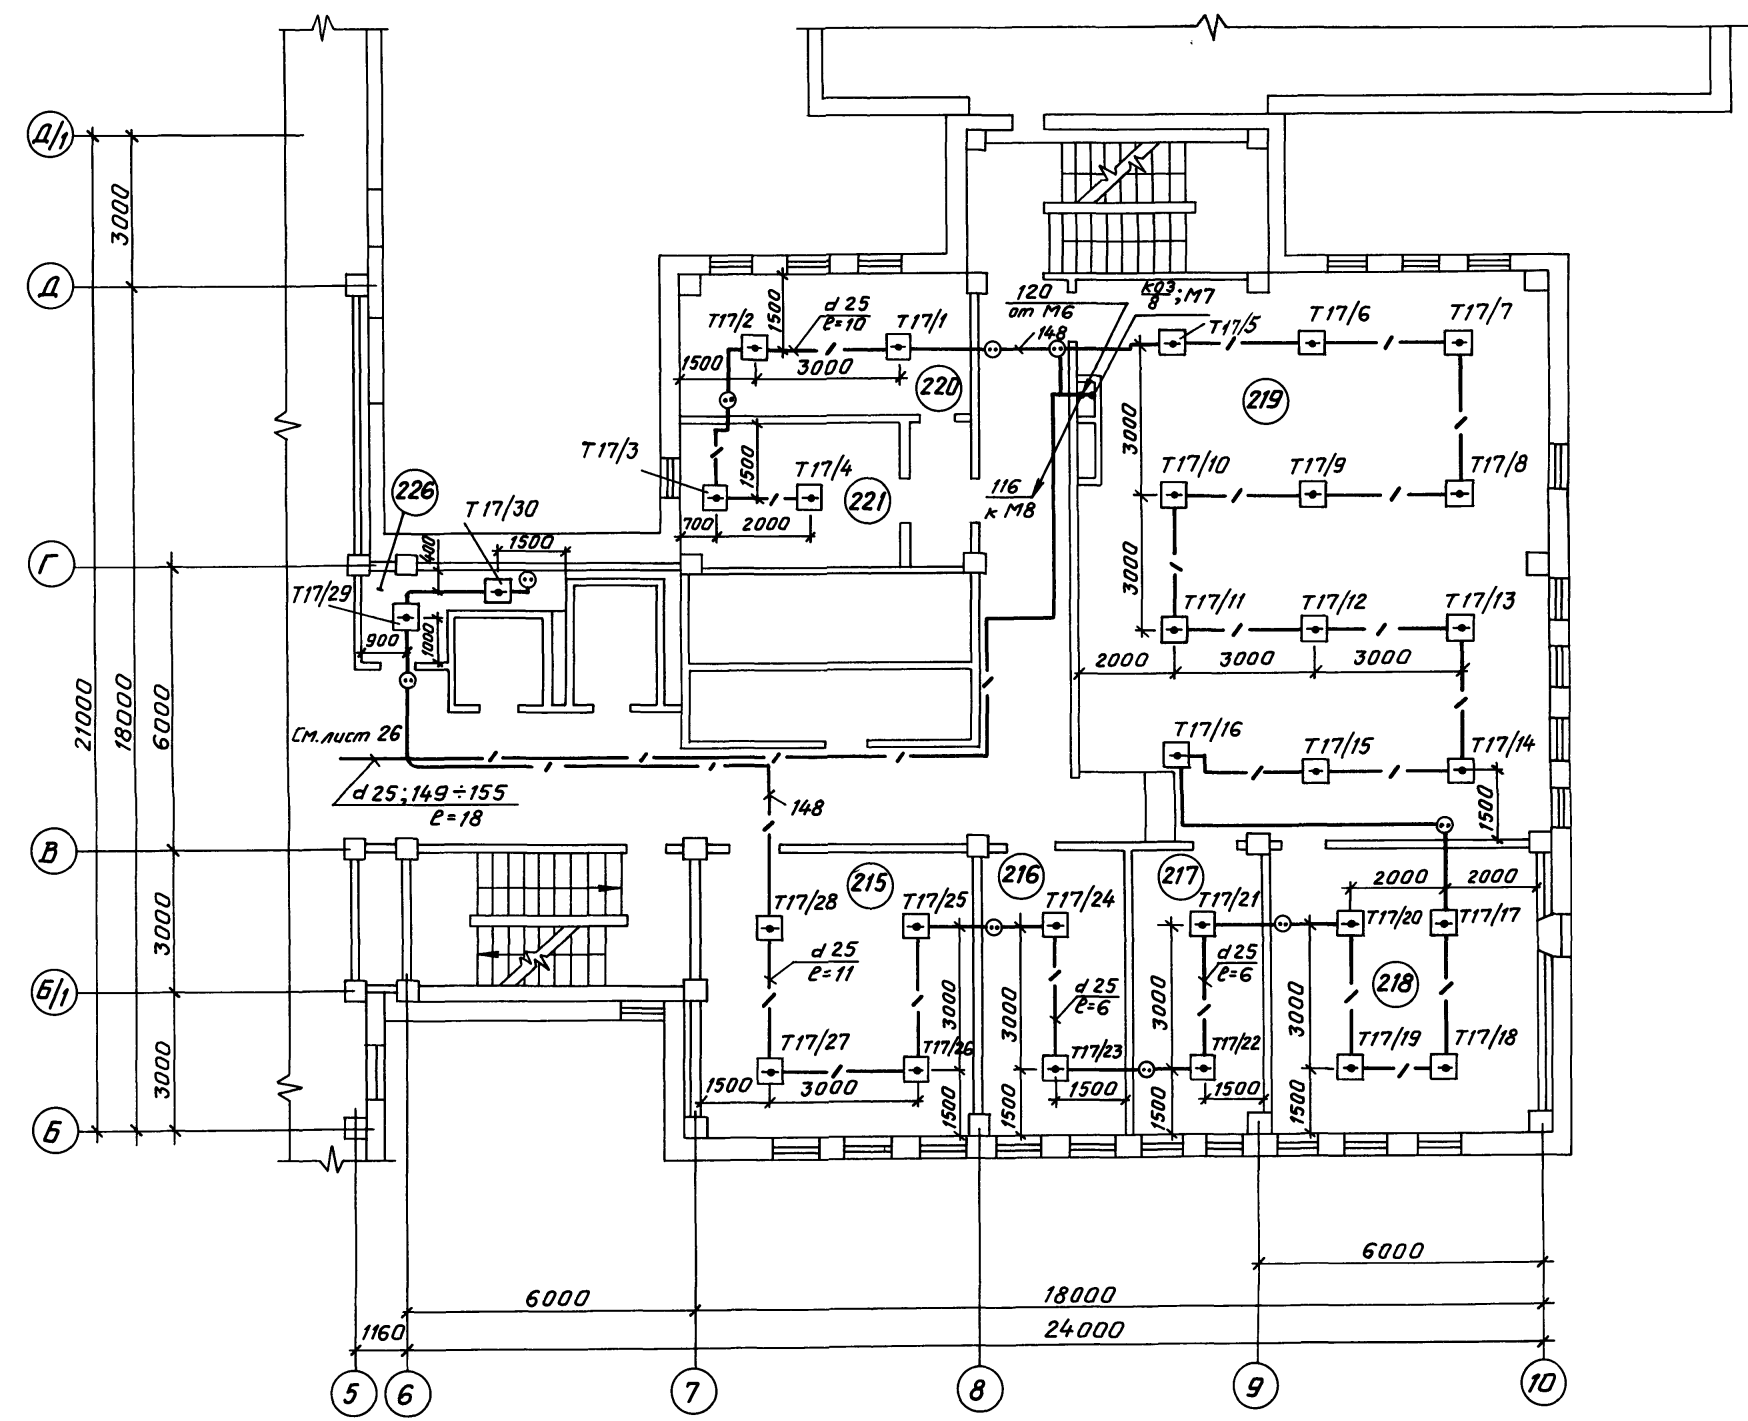 Д/1
3000
Д
120
от М6
КОЗ
8
; М7
Т17/2
d 25
ℓ=10
Т17/1
148
Т17/5
Т17/6
Т17/7
1500
1500
3000
220
219
3000
Т17/3
1500
Т17/4
221
Т17/10
Т17/9
Т17/8
226
Т17/30
116
к М8
700
2000
1500
400
Г
Т17/29
3000
Т17/11
Т17/12
Т17/13
900
1000
2000
3000
3000
21000
18000
6000
См. лист 26
Т17/16
Т17/15
Т17/14
d 25; 149÷155
ℓ=18
148
1500
В
215
216
217
2000
2000
Т17/28
Т17/25
Т17/24
Т17/21
Т17/20
Т17/17
3000
d 25
ℓ=11
d 25
ℓ=6
d 25
ℓ=6
218
Б/1
3000
3000
3000
3000
Т17/27
Т17/26
Т17/23
Т17/22
Т17/19
Т17/18
3000
1500
3000
1500
1500
1500
1500
1500
1500
Б
6000
6000
18000
1160
24000
5
6
7
8
9
10